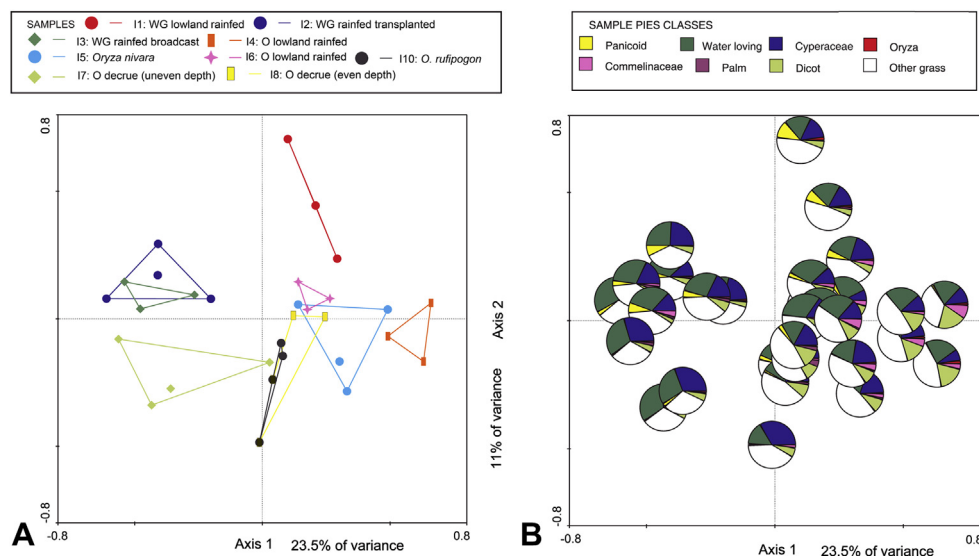 SAMPLES I1: WG lowland rainfed I2: WG rainfed transplanted
I3: WG rainfed broadcast I4: O lowland rainfed
I5: Oryza nivara I6: O lowland rainfed I10: O. rufipogon
I7: O decrue (uneven depth) I8: O decrue (even depth)
SAMPLE PIES CLASSES
Panicoid Water loving Cyperaceae Oryza
Commelinaceae Palm Dicot Other grass
0.8
-0.8
Axis 2
11% of variance
A
-0.8 0.8
Axis 1 23.5% of variance
0.8
-0.8
B
-0.8 0.8
Axis 1 23.5% of variance